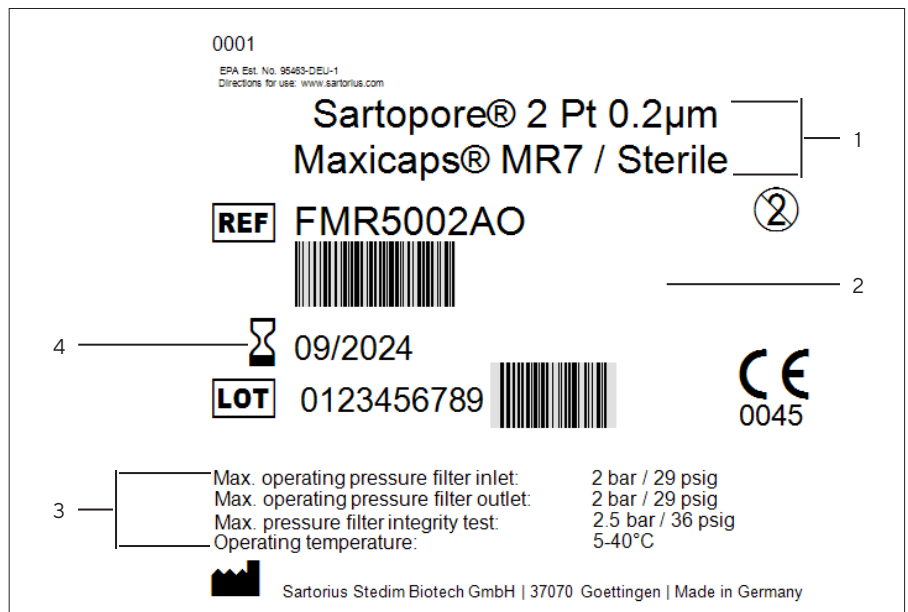 0001
EPA Est. No. 95463-DEU-1
Directions for use: www.sartorius.com
Sartopore® 2 Pt 0.2µm
Maxicaps® MR7 / Sterile
1
REF FMR5002AO
2
2
4
09/2024
LOT 0123456789
CE
0045
3
Max. operating pressure filter inlet: 2 bar / 29 psig
Max. operating pressure filter outlet: 2 bar / 29 psig
Max. pressure filter integrity test: 2.5 bar / 36 psig
Operating temperature: 5-40°C
Sartorius Stedim Biotech GmbH | 37070 Goettingen | Made in Germany